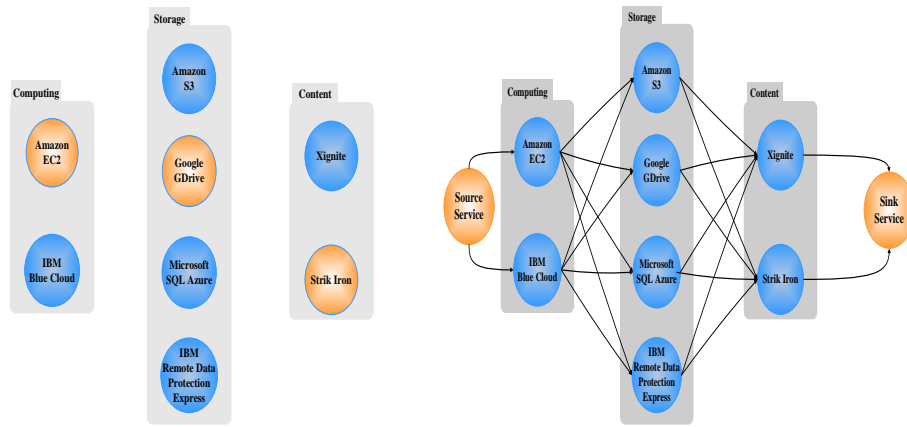 Computing
Amazon
EC2
IBM
Blue Cloud
Storage
Amazon
S3
Google
GDrive
Microsoft
SQL Azure
IBM
Remote Data
Protection
Express
Content
Xignite
Strik Iron
Source
Service
Computing
Amazon
EC2
IBM
Blue Cloud
Storage
Amazon
S3
Google
GDrive
Microsoft
SQL Azure
IBM
Remote Data
Protection
Express
Content
Xignite
Strik Iron
Sink
Service